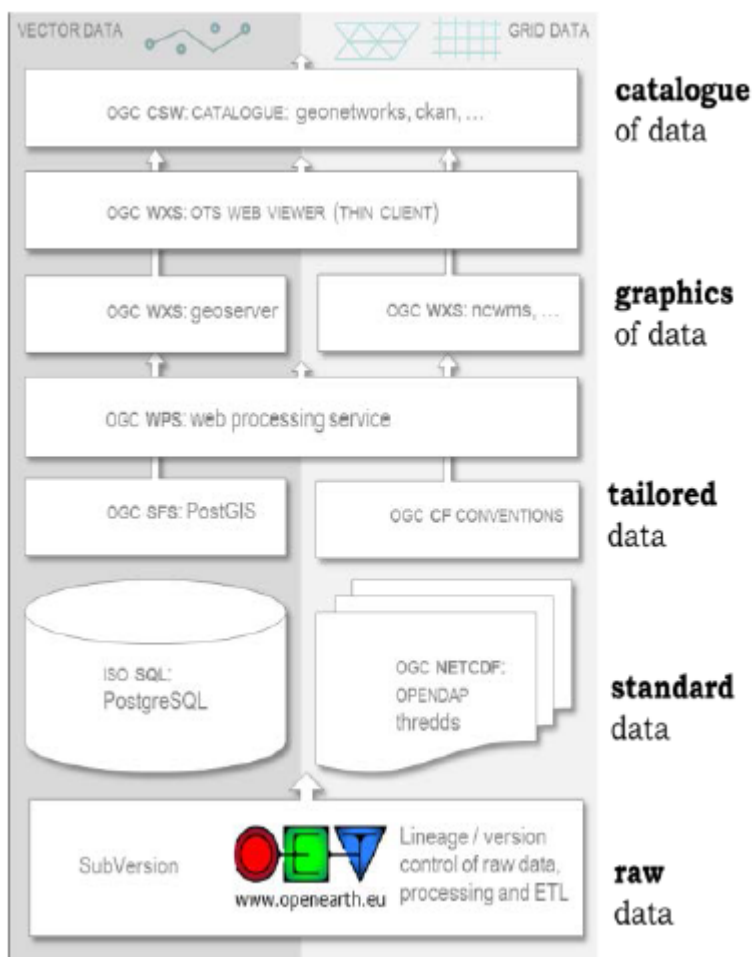 VECTOR DATA
GRID DATA
OGC CSW: CATALOGUE: geonetworks, ckan, ...
catalogue
of data
OGC WXS: OTS WEB VIEWER (THIN CLIENT)
OGC WXS: geoserver
OGC WXS: ncwms, ...
graphics
of data
OGC WPS: web processing service
OGC SFS: PostGIS
OGC CF CONVENTIONS
tailored
data
ISO SQL:
PostgreSQL
OGC NETCDF:
OPENDAP
thredds
standard
data
SubVersion
www.openearth.eu
Lineage / version
control of raw data,
processing and ETL
raw
data